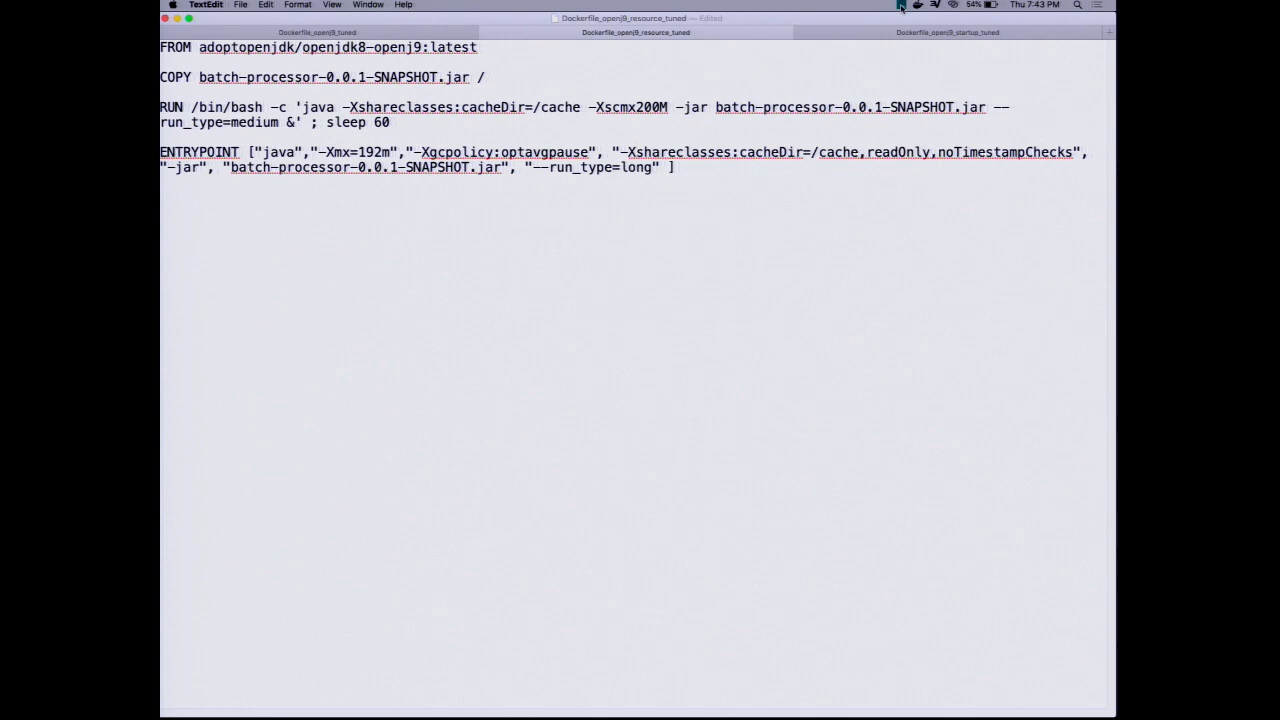 TextEdit File Edit Format View Window Help 54% Thu 7:43 PM
Dockerfile_openj9_resource_tuned — Edited
Dockerfile_openj9_tuned Dockerfile_openj9_resource_tuned Dockerfile_openj9_startup_tuned +
FROM adoptopenjdk/openjdk8-openj9:latest
COPY batch-processor-0.0.1-SNAPSHOT.jar /
RUN /bin/bash -c 'java -Xshareclasses:cacheDir=/cache -Xscmx200M -jar batch-processor-0.0.1-SNAPSHOT.jar --
run_type=medium &' ; sleep 60
ENTRYPOINT ["java","-Xmx=192m","-Xgcpolicy:optavgpause", "-Xshareclasses:cacheDir=/cache,readOnly,noTimestampChecks",
"-jar", "batch-processor-0.0.1-SNAPSHOT.jar", "--run_type=long" ]